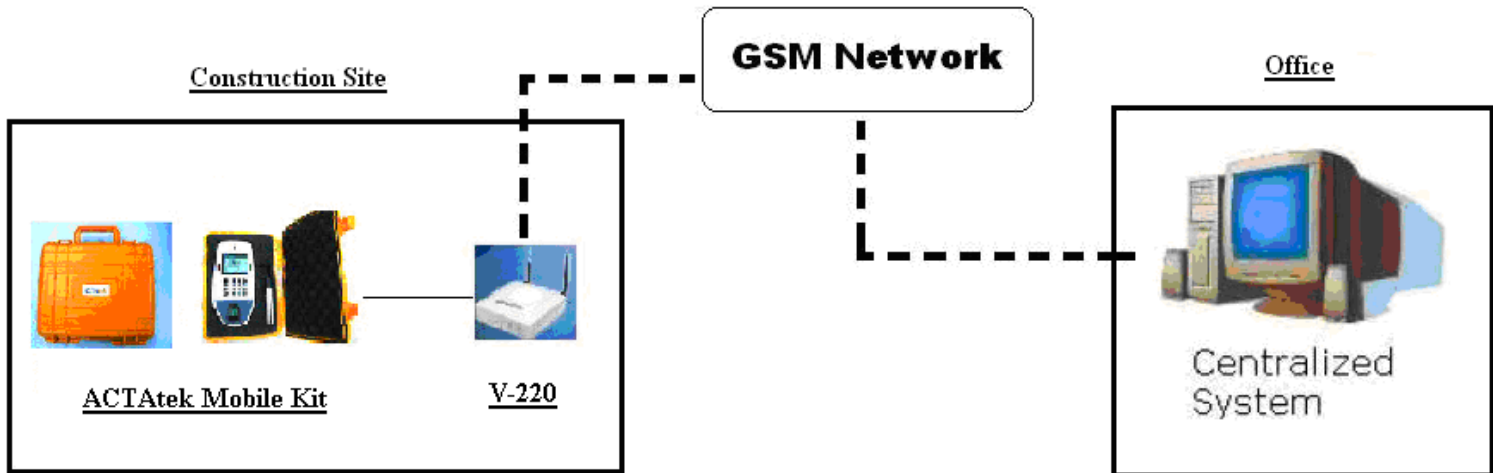 GSM Network
Construction Site
Office
ACTAtek Mobile Kit
V-220
Centralized
System